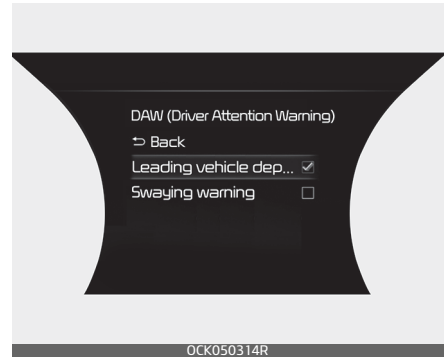 DAW (Driver Attention Warning)
Back
Leading vehicle dep...
Swaying warning
OCK050314R